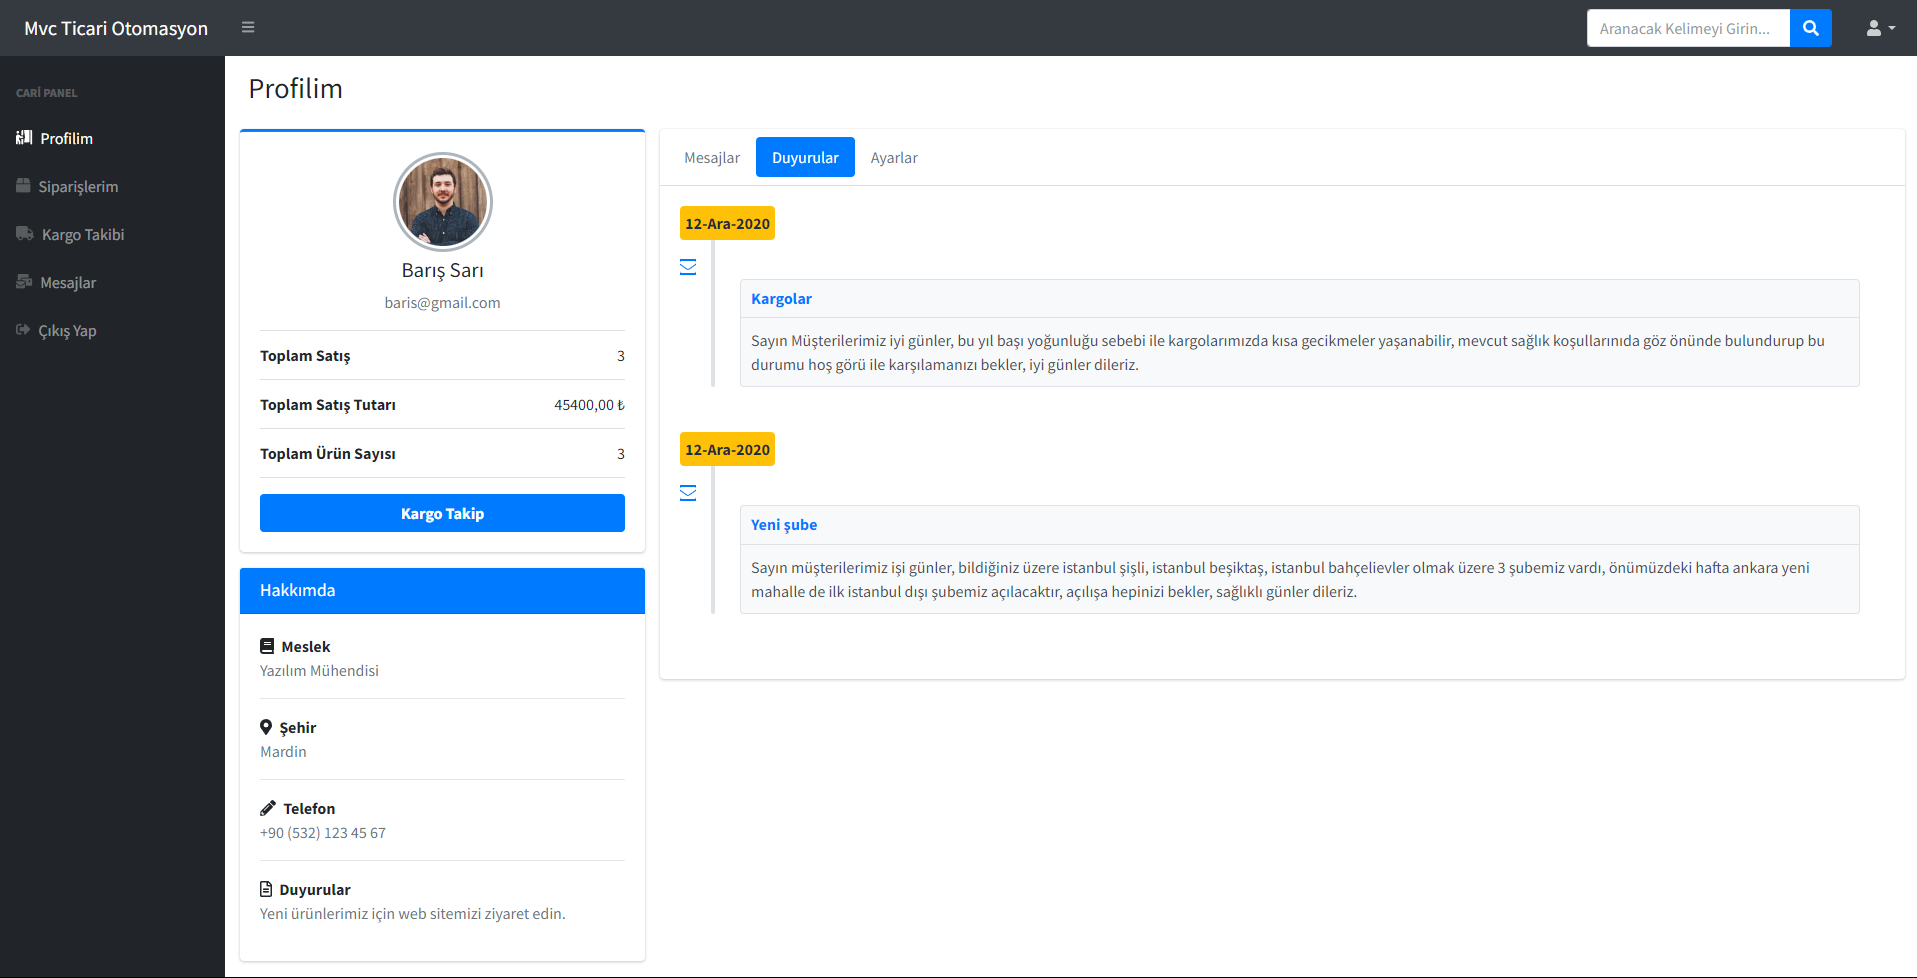 Mvc Ticari Otomasyon
Aranacak Kelimeyi Girin...
CARİ PANEL
Profilim
Siparişlerim
Kargo Takibi
Mesajlar
Çıkış Yap
Profilim
Barış Sarı
baris@gmail.com
Toplam Satış 3
Toplam Satış Tutarı 45400,00 ₺
Toplam Ürün Sayısı 3
Kargo Takip
Hakkımda
Meslek
Yazılım Mühendisi
Şehir
Mardin
Telefon
+90 (532) 123 45 67
Duyurular
Yeni ürünlerimiz için web sitemizi ziyaret edin.
Mesajlar Duyurular Ayarlar
12-Ara-2020
Kargolar
Sayın Müşterilerimiz iyi günler, bu yıl başı yoğunluğu sebebi ile kargolarımızda kısa gecikmeler yaşanabilir, mevcut sağlık koşullarınıda göz önünde bulundurup bu
durumu hoş görü ile karşılamanızı bekler, iyi günler dileriz.
12-Ara-2020
Yeni şube
Sayın müşterilerimiz işi günler, bildiğiniz üzere istanbul şişli, istanbul beşiktaş, istanbul bahçelievler olmak üzere 3 şubemiz vardı, önümüzdeki hafta ankara yeni
mahalle de ilk istanbul dışı şubemiz açılacaktır, açılışa hepinizi bekler, sağlıklı günler dileriz.